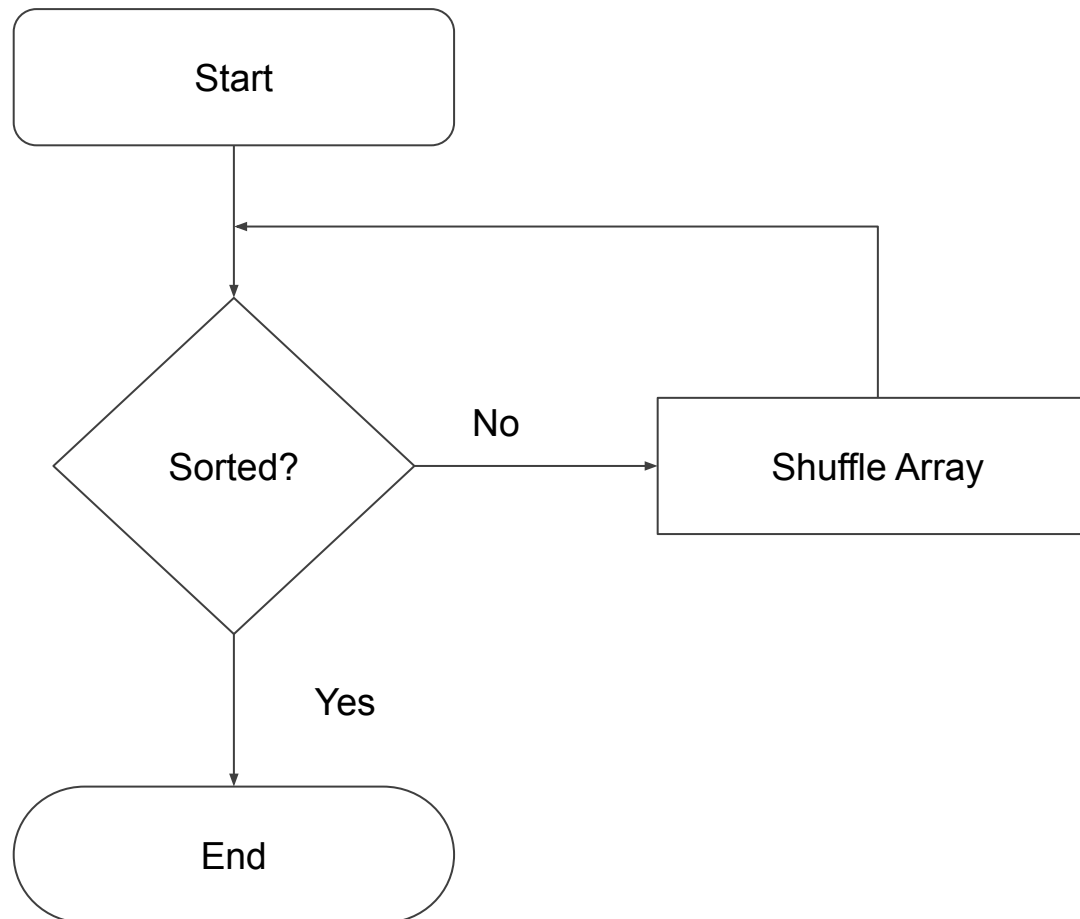 Start
Sorted?
No
Shuffle Array
Yes
End